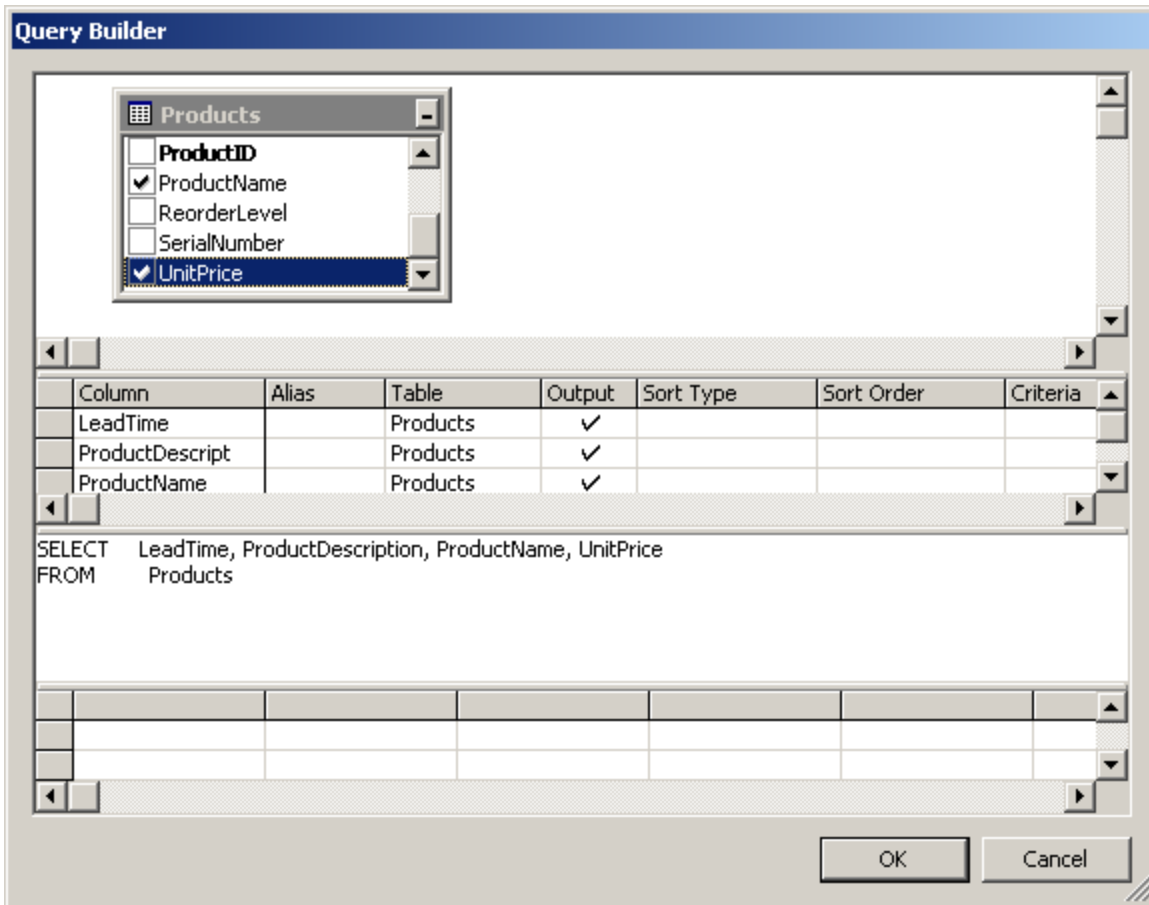 Query Builder
Products
ProductID
ProductName
ReorderLevel
SerialNumber
UnitPrice
Column Alias Table Output Sort Type Sort Order Criteria
LeadTime Products
ProductDescript Products
ProductName Products
SELECT LeadTime, ProductDescription, ProductName, UnitPrice
FROM Products
OK Cancel